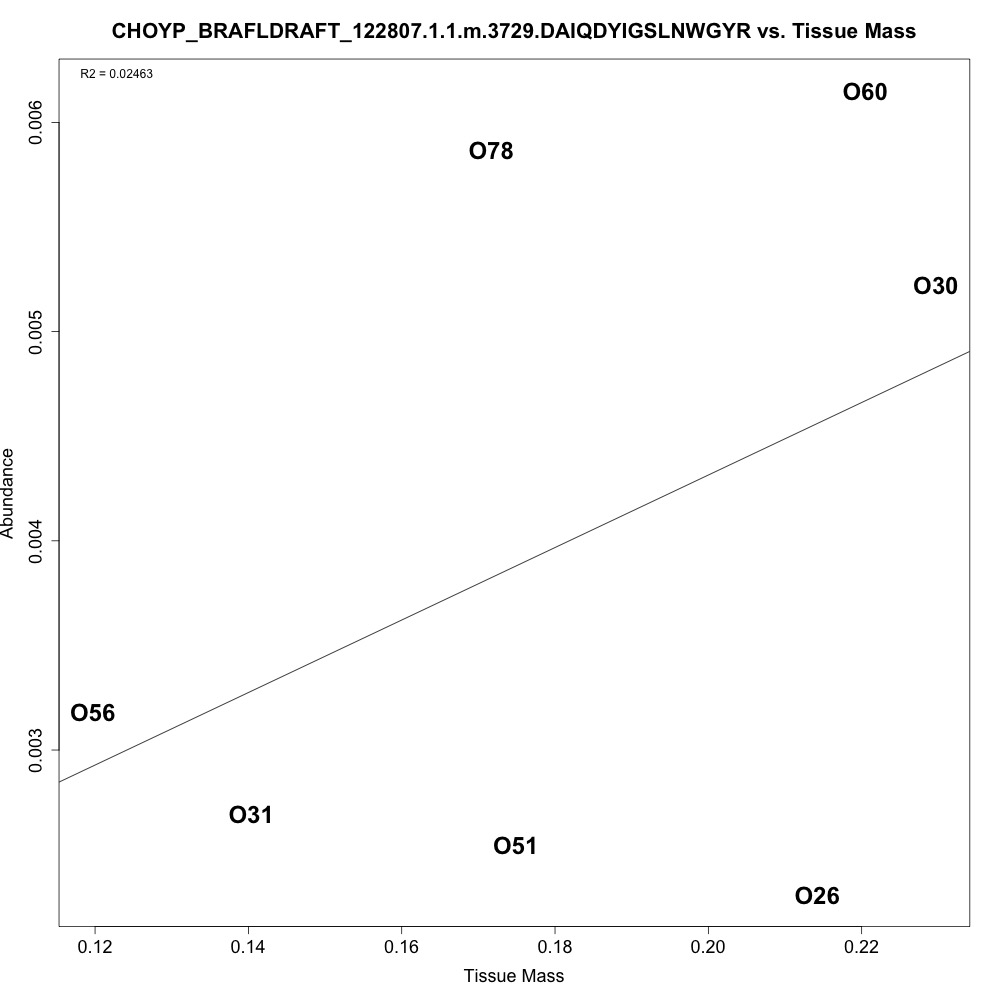 CHOYP_BRAFLDRAFT_122807.1.1.m.3729.DAIQDYIGSLNWGYR vs. Tissue Mass
R2 = 0.02463
O60
O78
O30
O56
O31
O51
O26
0.006
0.005
0.004
0.003
Abundance
0.12 0.14 0.16 0.18 0.20 0.22
Tissue Mass